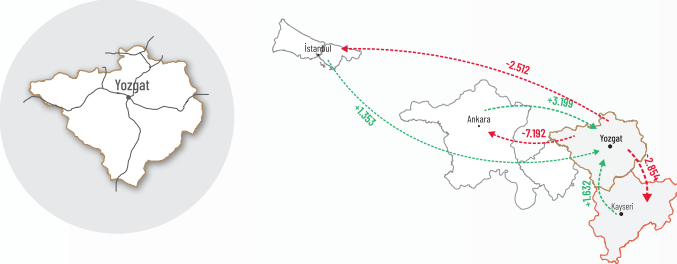 Yozgat
İstanbul
-2.512
+1.353
Ankara
+3.199
-7.192
Yozgat
-2.854
+1.632
Kayseri